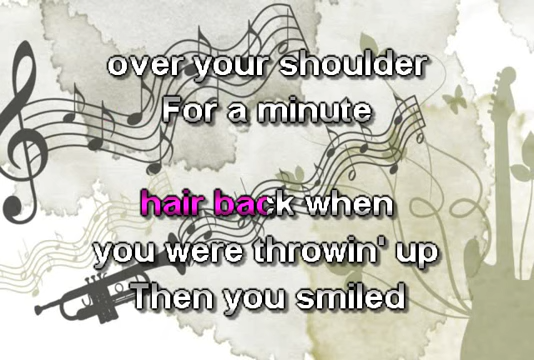 over your shoulder
For a minute
hair back when
you were throwin' up
Then you smiled